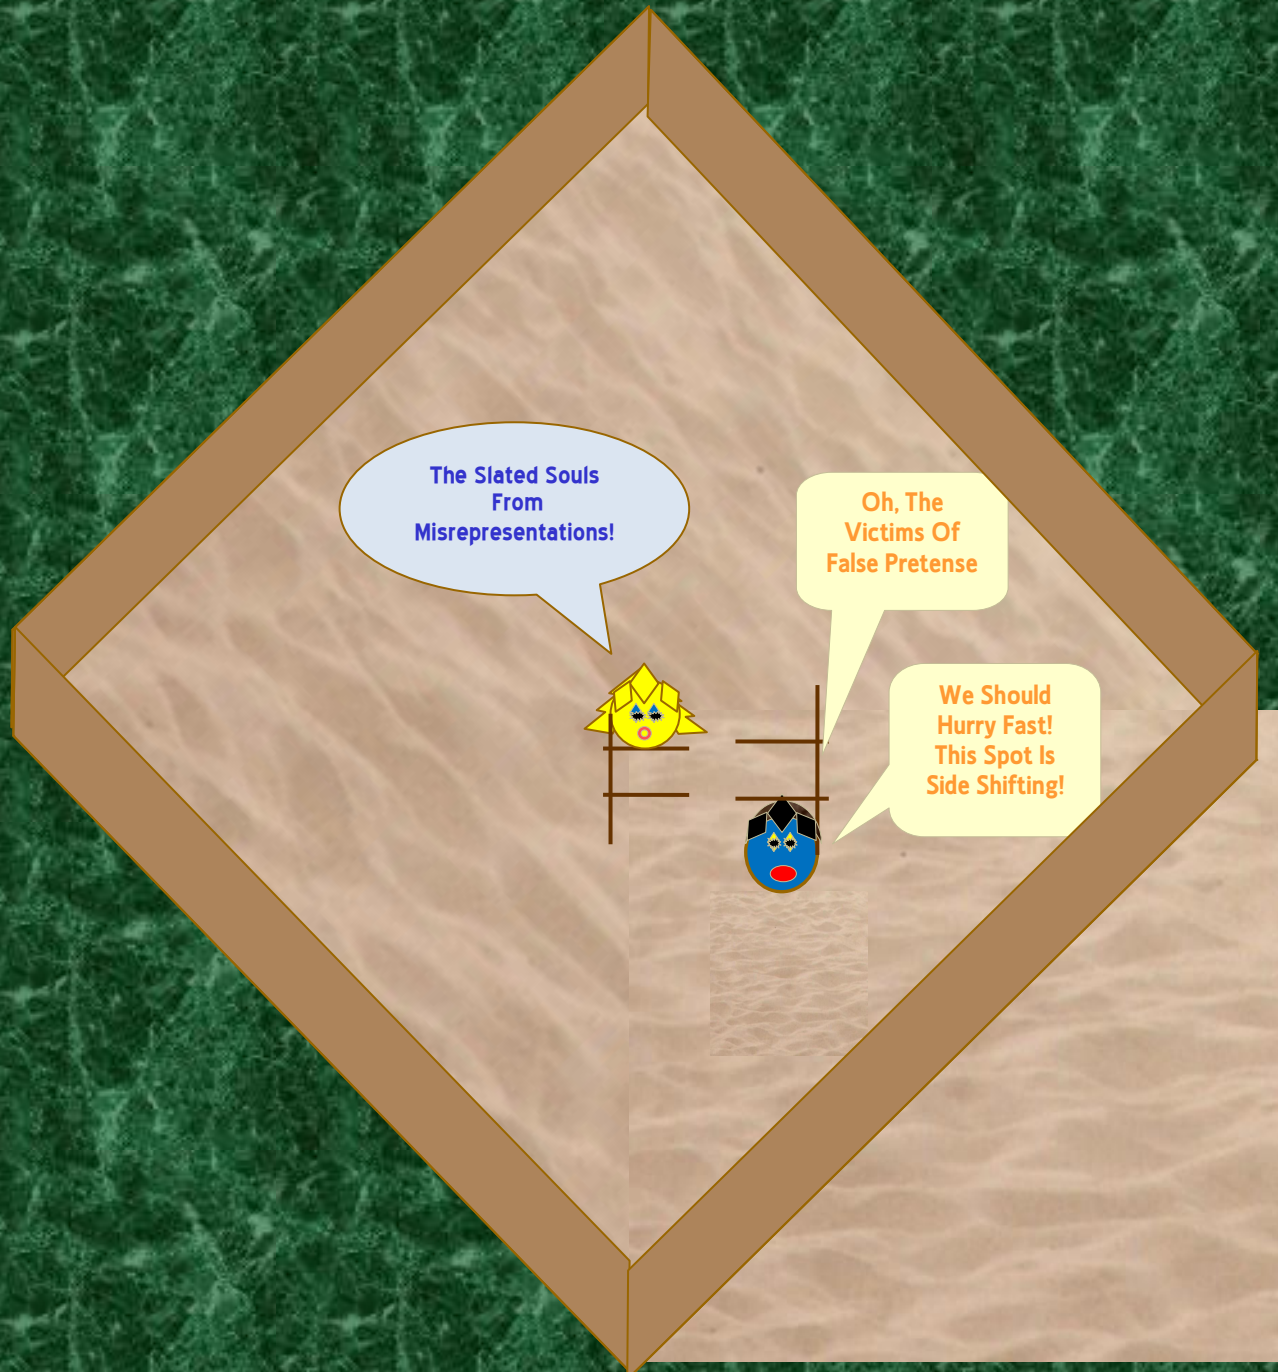 The Slated Souls
From
Misrepresentations!
Oh, The
Victims Of
False Pretense
We Should
Hurry Fast!
This Spot Is
Side Shifting!